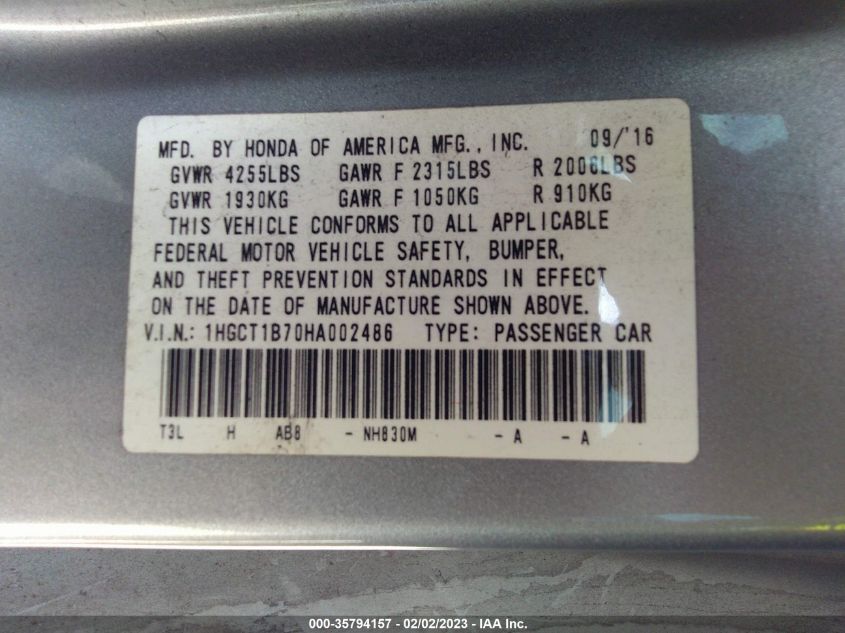 MFD. BY HONDA OF AMERICA MFG., INC. 09/'16
GVWR 4255LBS GAWR F 2315LBS R 2006LBS
GVWR 1930KG GAWR F 1050KG R 910KG
THIS VEHICLE CONFORMS TO ALL APPLICABLE
FEDERAL MOTOR VEHICLE SAFETY, BUMPER,
AND THEFT PREVENTION STANDARDS IN EFFECT
ON THE DATE OF MANUFACTURE SHOWN ABOVE.
V.I.N.: 1HGCT1B70HA002486 TYPE: PASSENGER CAR
T3L H AB8 - NH830M - A - A
000-35794157 - 02/02/2023 - IAA Inc.